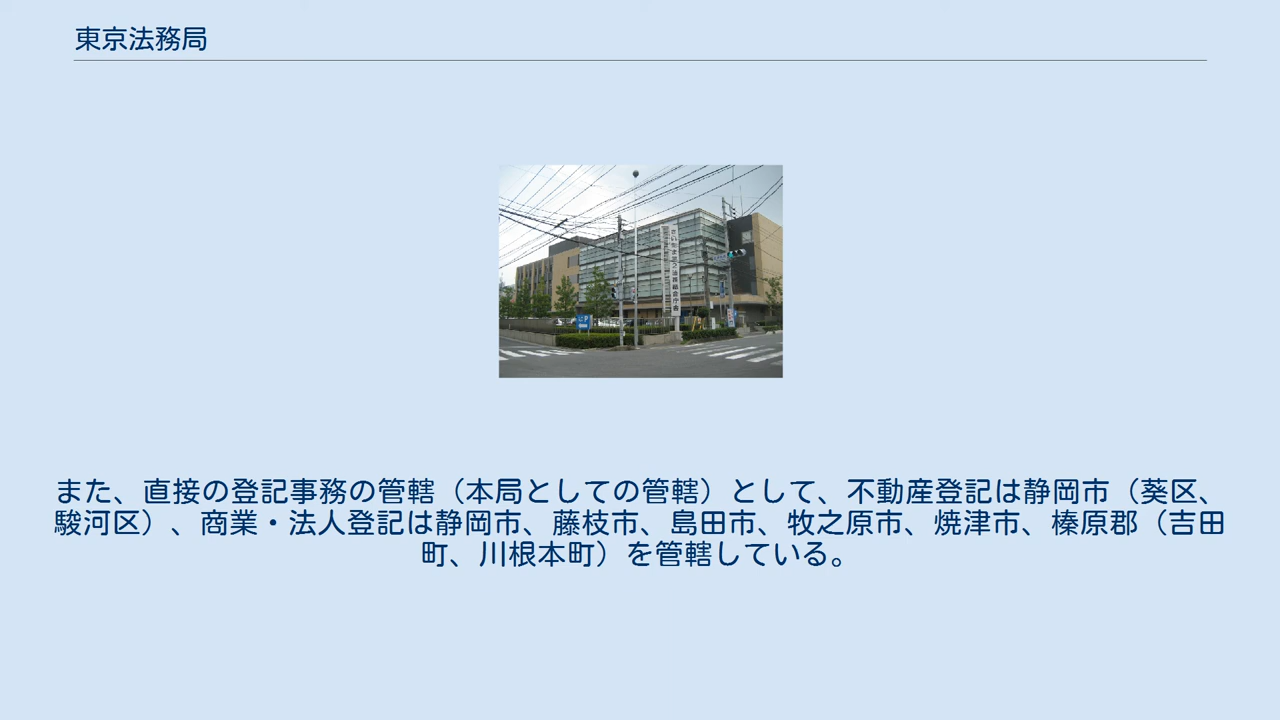 東京法務局
また、直接の登記事務の管轄（本局としての管轄）として、不動産登記は静岡市（葵区、
駿河区）、商業・法人登記は静岡市、藤枝市、島田市、牧之原市、焼津市、榛原郡（吉田
町、川根本町）を管轄している。